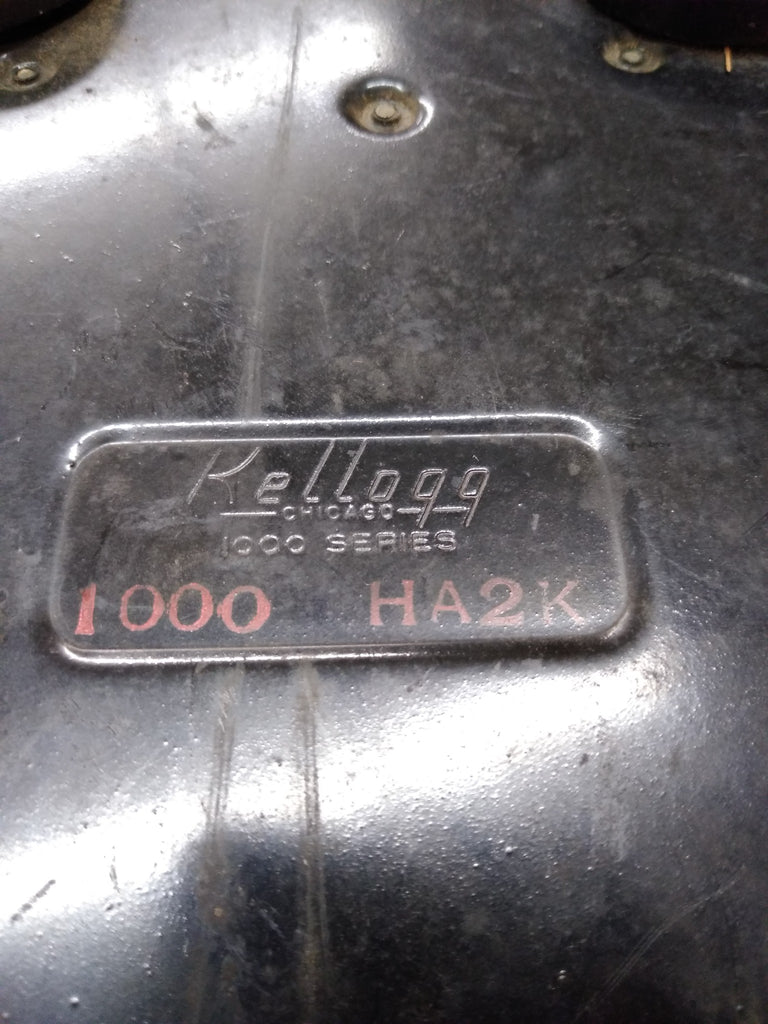 Kellogg
CHICAGO
1000 SERIES
1000 HA2K